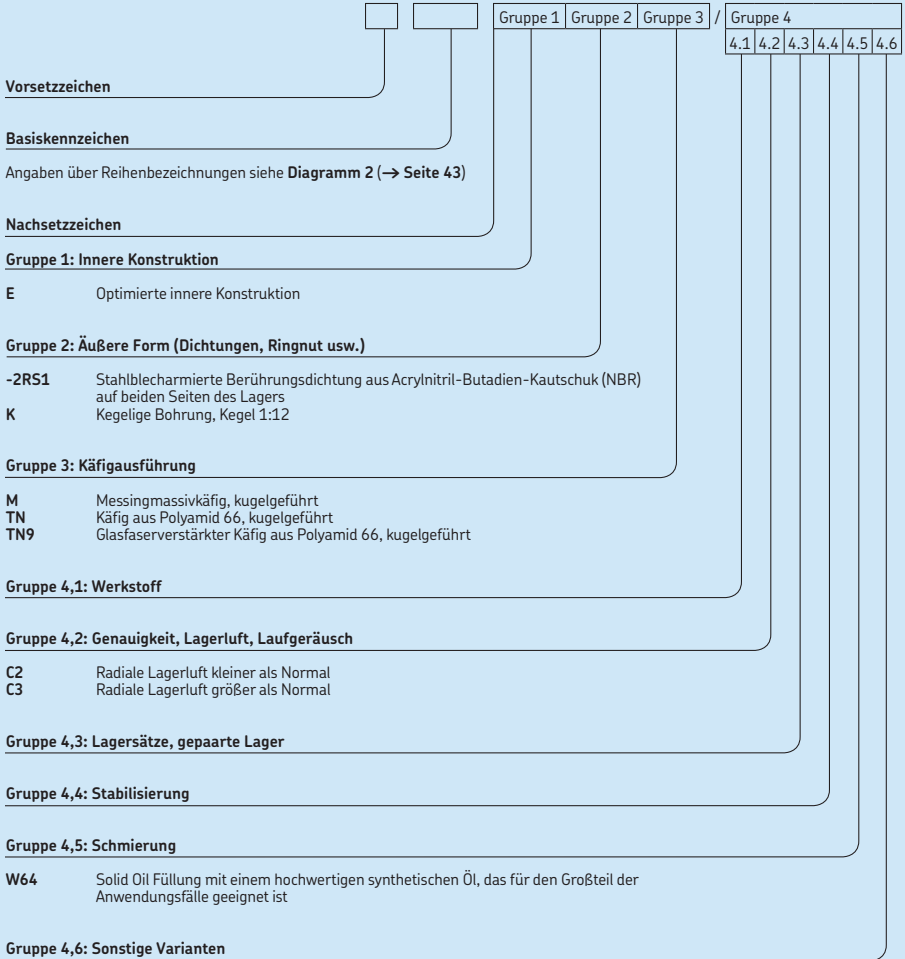 Gruppe 1 Gruppe 2 Gruppe 3 / Gruppe 4
4.1 4.2 4.3 4.4 4.5 4.6
Vorsetzzeichen
Basiskennzeichen
Angaben über Reihenbezeichnungen siehe Diagramm 2 (→ Seite 43)
Nachsetzzeichen
Gruppe 1: Innere Konstruktion
E Optimierte innere Konstruktion
Gruppe 2: Äußere Form (Dichtungen, Ringnut usw.)
-2RS1 Stahlblecharmierte Berührungsdichtung aus Acrylnitril-Butadien-Kautschuk (NBR)
auf beiden Seiten des Lagers
K Kegelige Bohrung, Kegel 1:12
Gruppe 3: Käfigausführung
M Messingmassivkäfig, kugelgeführt
TN Käfig aus Polyamid 66, kugelgeführt
TN9 Glasfaserverstärkter Käfig aus Polyamid 66, kugelgeführt
Gruppe 4,1: Werkstoff
Gruppe 4,2: Genauigkeit, Lagerluft, Laufgeräusch
C2 Radiale Lagerluft kleiner als Normal
C3 Radiale Lagerluft größer als Normal
Gruppe 4,3: Lagersätze, gepaarte Lager
Gruppe 4,4: Stabilisierung
Gruppe 4,5: Schmierung
W64 Solid Oil Füllung mit einem hochwertigen synthetischen Öl, das für den Großteil der
Anwendungsfälle geeignet ist
Gruppe 4,6: Sonstige Varianten